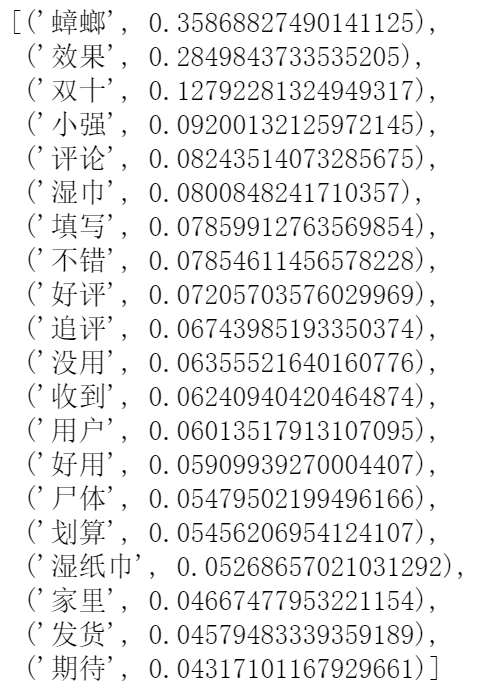 [('蟑螂', 0.35868827490141125),
('效果', 0.2849843733535205),
('双十', 0.12792281324949317),
('小强', 0.09200132125972145),
('评论', 0.08243514073285675),
('湿巾', 0.0800848241710357),
('填写', 0.07859912763569854),
('不错', 0.07854611456578228),
('好评', 0.07205703576029969),
('追评', 0.06743985193350374),
('没用', 0.06355521640160776),
('收到', 0.06240940420464874),
('用户', 0.06013517913107095),
('好用', 0.05909939270004407),
('尸体', 0.05479502199496166),
('划算', 0.05456206954124107),
('湿纸巾', 0.05268657021031292),
('家里', 0.04667477953221154),
('发货', 0.04579483339359189),
('期待', 0.04317101167929661)]